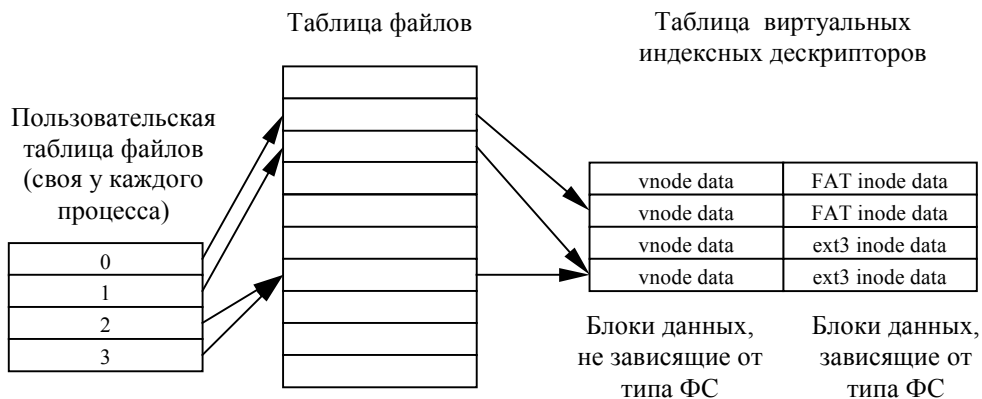 Таблица файлов
Таблица виртуальных
индексных дескрипторов
Пользовательская
таблица файлов
(своя у каждого
процесса)
0
1
2
3
vnode data FAT inode data
vnode data FAT inode data
vnode data ext3 inode data
vnode data ext3 inode data
Блоки данных,
не зависящие от
типа ФС
Блоки данных,
зависящие от
типа ФС